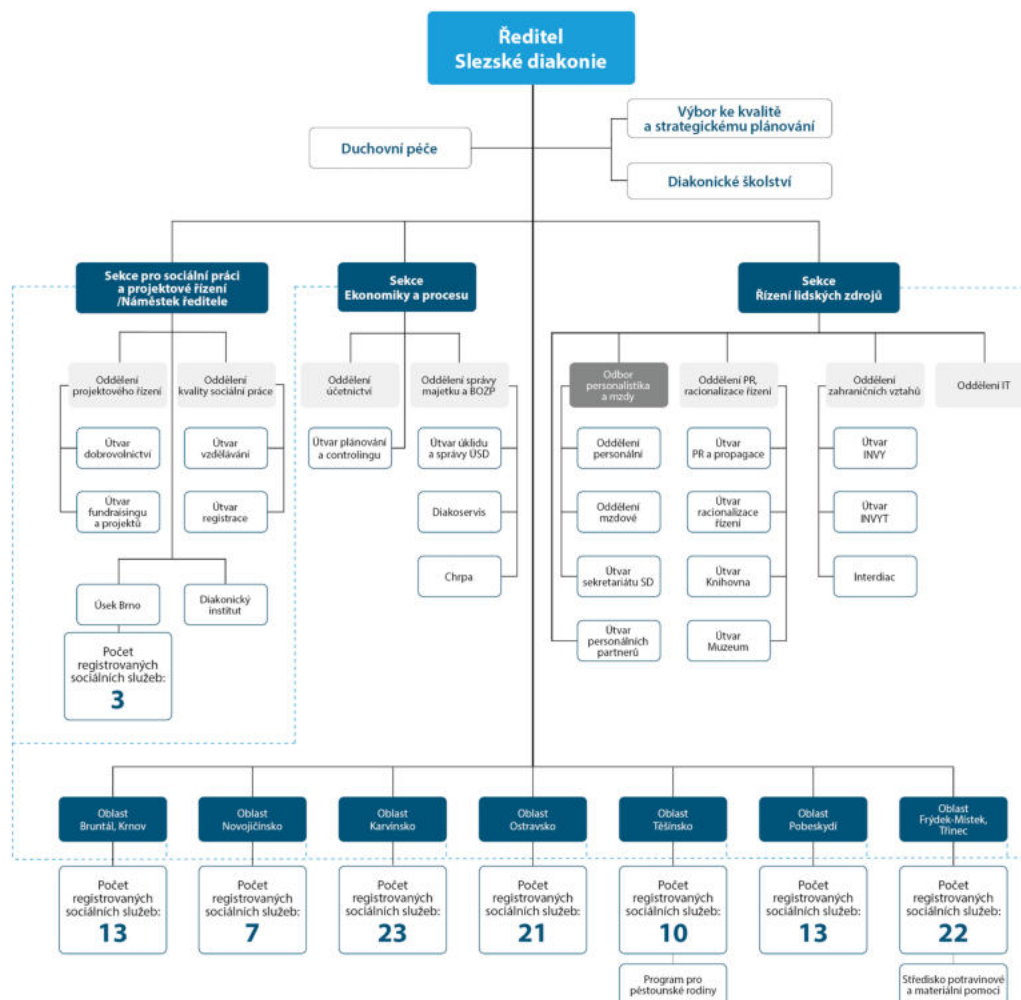 Ředitel
Slezské diakonie
Výbor ke kvalitě
a strategickému plánování
Duchovní péče
Diakonické školství
Sekce pro sociální práci
a projektové řízení
/Náměstek ředitele
Sekce
Ekonomiky a procesu
Sekce
Řízení lidských zdrojů
Oddělení
projektového řízení
Oddělení
kvality sociální práce
Oddělení
účetnictví
Oddělení správy
majetku a BOZP
Odbor
personalistika
a mzdy
Oddělení PR,
racionalizace řízení
Oddělení
zahraničních vztahů
Oddělení IT
Útvar
dobrovolnictví
Útvar
vzdělávání
Útvar plánování
a controlingu
Útvar úklidu
a správy ÚSD
Oddělení
personální
Útvar
PR a propagace
Útvar
INVY
Útvar
fundraisingu
a projektů
Útvar
registrace
Diakoservis
Oddělení
mzdové
Útvar
racionalizace
řízení
Útvar
INVYT
Chrpa
Útvar
sekretariátu SD
Útvar
Knihovna
Interdiac
Úsek Brno
Diakonický
institut
Útvar
personálních
partnerů
Útvar
Muzeum
Počet
registrovaných
sociálních služeb:
3
Oblast
Bruntál, Krnov
Oblast
Novojičínsko
Oblast
Karvinsko
Oblast
Ostravsko
Oblast
Těšínsko
Oblast
Pobeskydí
Oblast
Frýdek-Místek,
Třinec
Počet
registrovaných
sociálních služeb:
13
Počet
registrovaných
sociálních služeb:
7
Počet
registrovaných
sociálních služeb:
23
Počet
registrovaných
sociálních služeb:
21
Počet
registrovaných
sociálních služeb:
10
Počet
registrovaných
sociálních služeb:
13
Počet
registrovaných
sociálních služeb:
22
Program pro
pěstounské rodiny
Středisko potravinové
a materiální pomoci